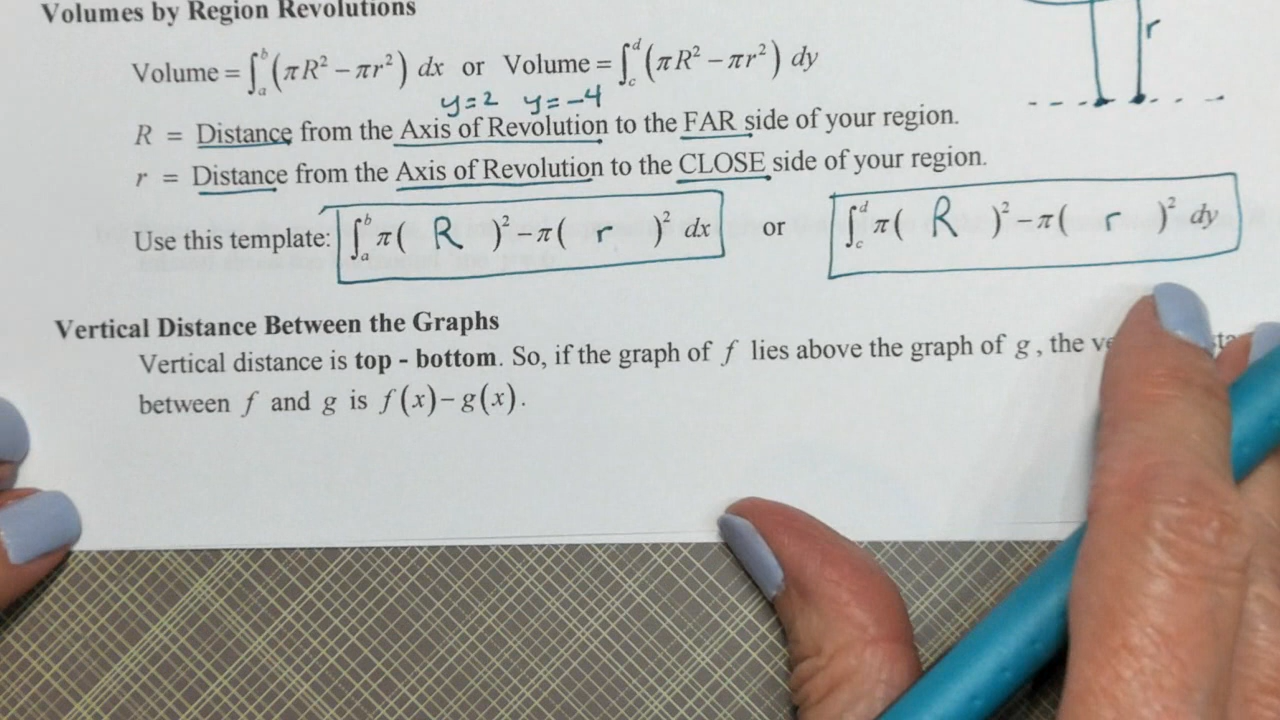 Volumes by Region Revolutions
r
Volume = ∫_a^b (πR² − πr²) dx or Volume = ∫_c^d (πR² − πr²) dy
y=2 y=−4
R = Distance from the Axis of Revolution to the FAR side of your region.
r = Distance from the Axis of Revolution to the CLOSE side of your region.
Use this template: ∫_a^b π( R )² − π( r )² dx or ∫_c^d π( R )² − π( r )² dy
Vertical Distance Between the Graphs
Vertical distance is top - bottom. So, if the graph of f lies above the graph of g, the
between f and g is f(x) − g(x).